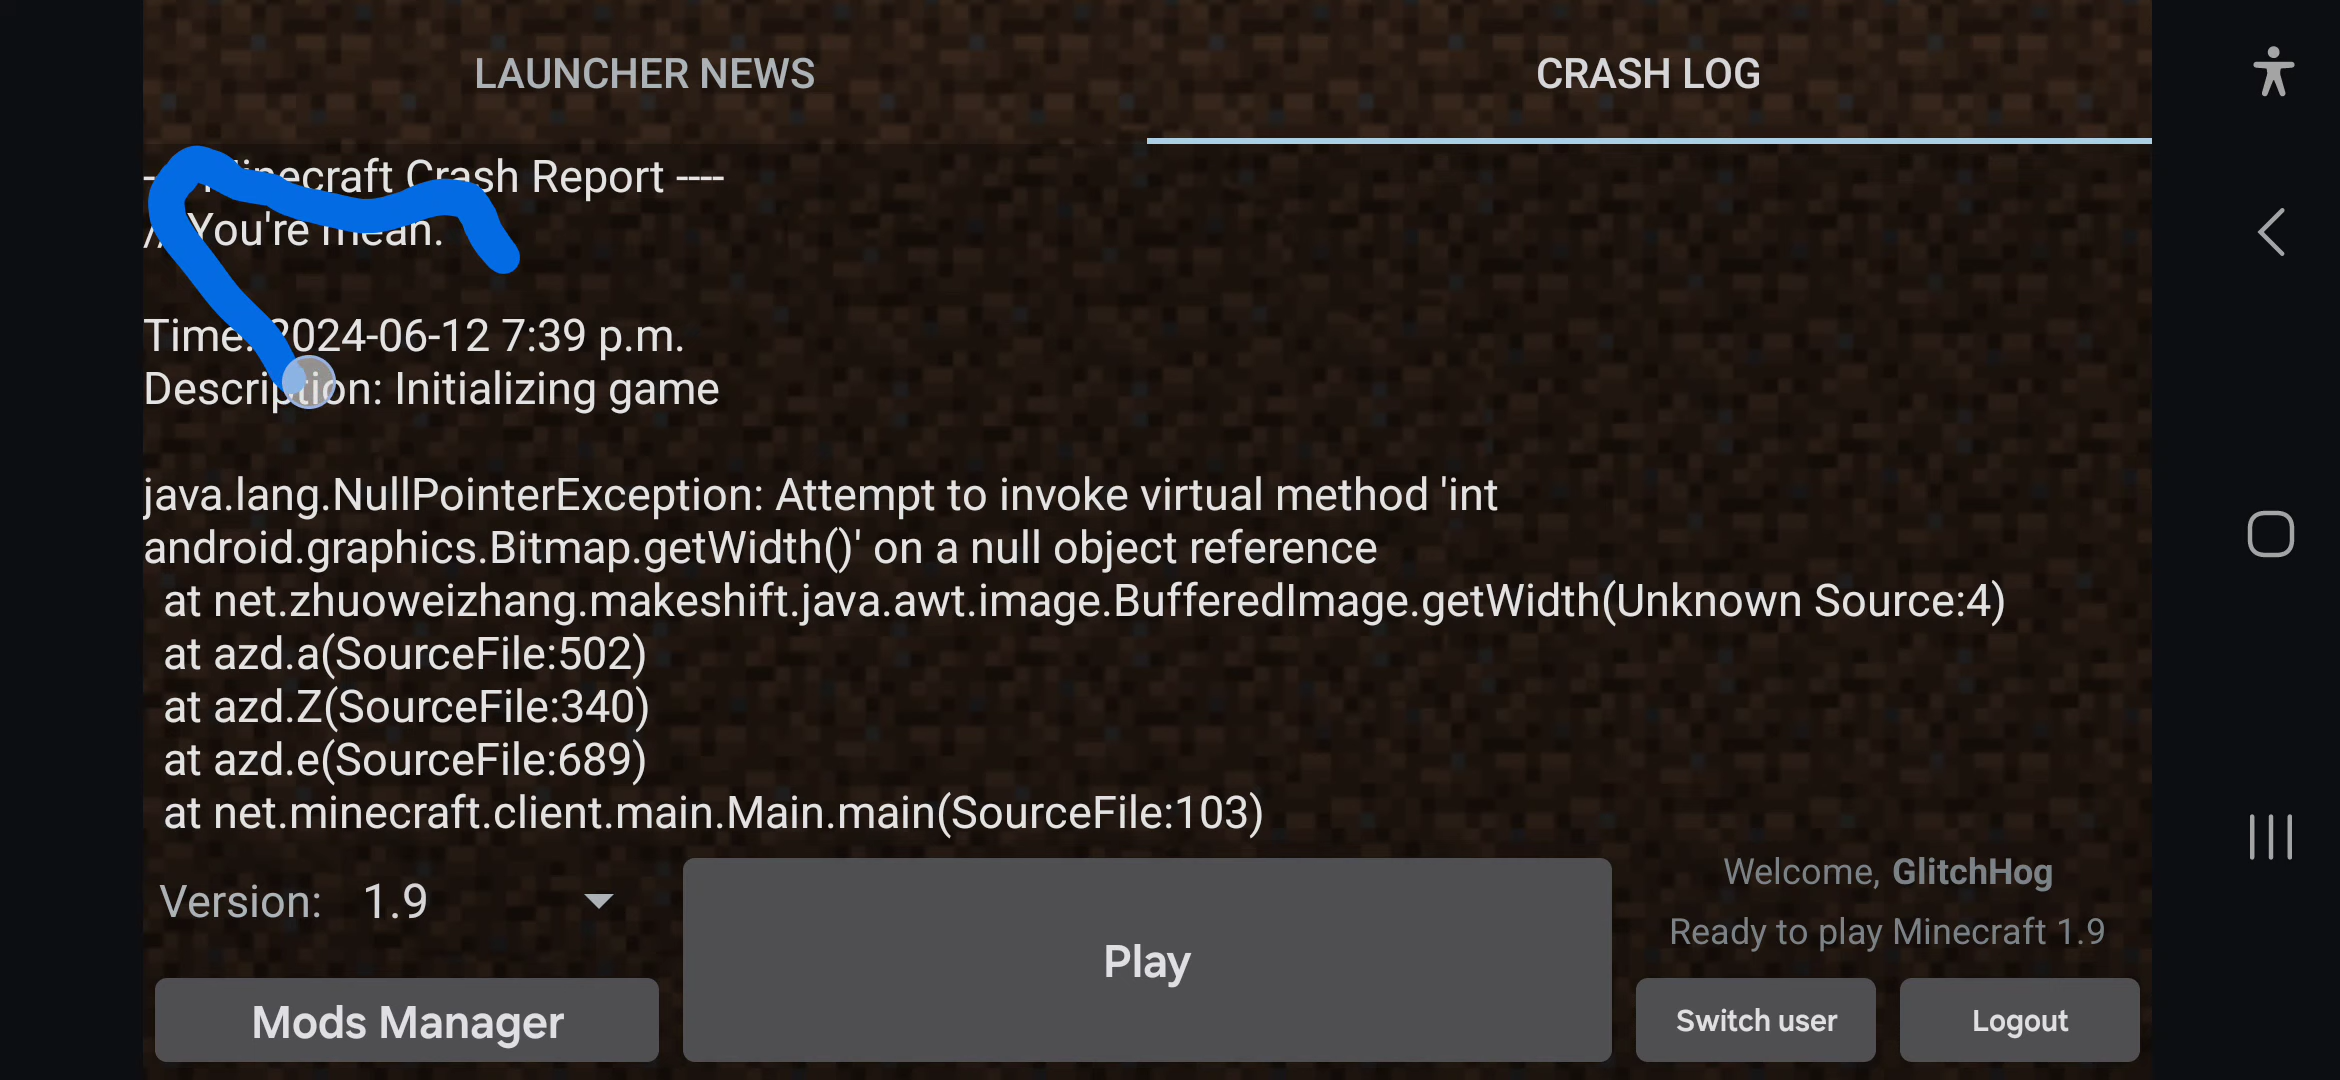 LAUNCHER NEWS
CRASH LOG
Minecraft Crash Report ----
// You're mean.
Time: 2024-06-12 7:39 p.m.
Description: Initializing game
java.lang.NullPointerException: Attempt to invoke virtual method 'int
android.graphics.Bitmap.getWidth()' on a null object reference
at net.zhuoweizhang.makeshift.java.awt.image.BufferedImage.getWidth(Unknown Source:4)
at azd.a(SourceFile:502)
at azd.Z(SourceFile:340)
at azd.e(SourceFile:689)
at net.minecraft.client.main.Main.main(SourceFile:103)
Version: 1.9
Play
Welcome, GlitchHog
Ready to play Minecraft 1.9
Mods Manager
Switch user
Logout